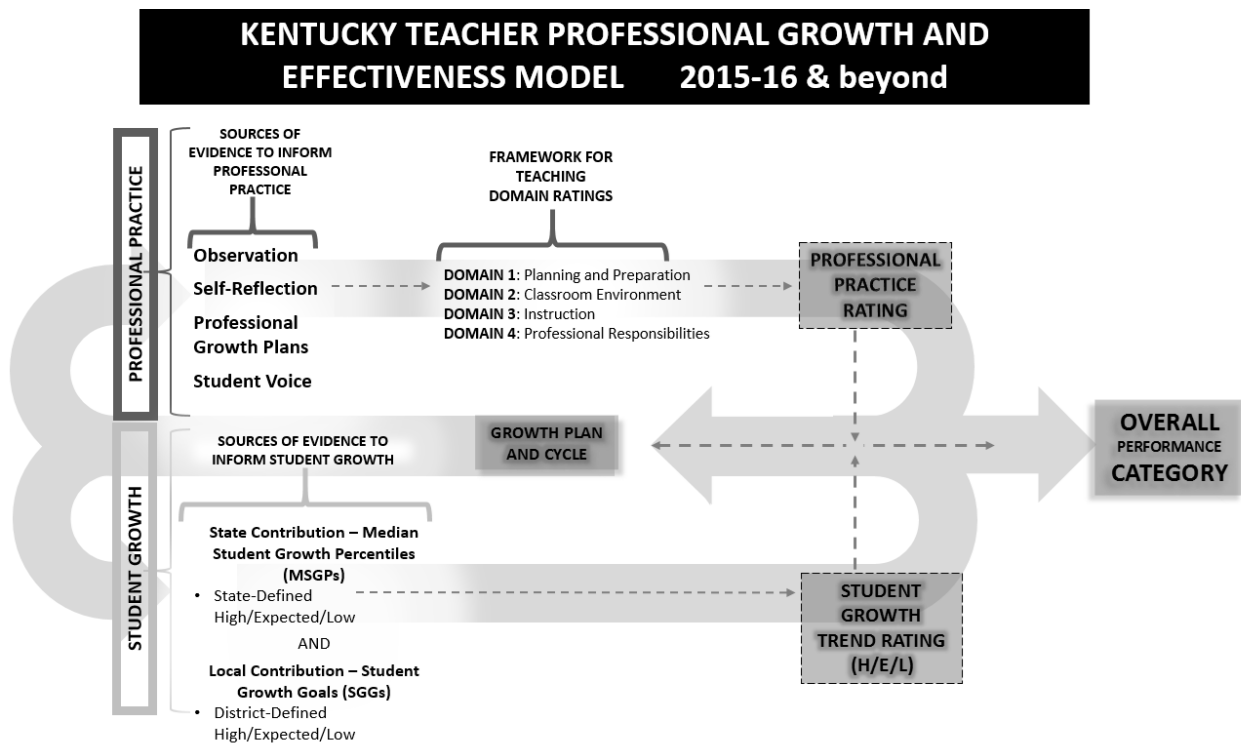 KENTUCKY TEACHER PROFESSIONAL GROWTH AND
EFFECTIVENESS MODEL 2015-16 & beyond
PROFESSIONAL PRACTICE
SOURCES OF
EVIDENCE TO INFORM
PROFESSIONAL
PRACTICE
Observation
Self-Reflection
Professional
Growth Plans
Student Voice
FRAMEWORK FOR
TEACHING
DOMAIN RATINGS
DOMAIN 1: Planning and Preparation
DOMAIN 2: Classroom Environment
DOMAIN 3: Instruction
DOMAIN 4: Professional Responsibilities
PROFESSIONAL
PRACTICE
RATING
GROWTH PLAN
AND CYCLE
OVERALL
PERFORMANCE
CATEGORY
STUDENT GROWTH
SOURCES OF EVIDENCE TO
INFORM STUDENT GROWTH
State Contribution – Median
Student Growth Percentiles
(MSGPs)
• State-Defined
High/Expected/Low
AND
Local Contribution – Student
Growth Goals (SGGs)
• District-Defined
High/Expected/Low
STUDENT
GROWTH
TREND RATING
(H/E/L)